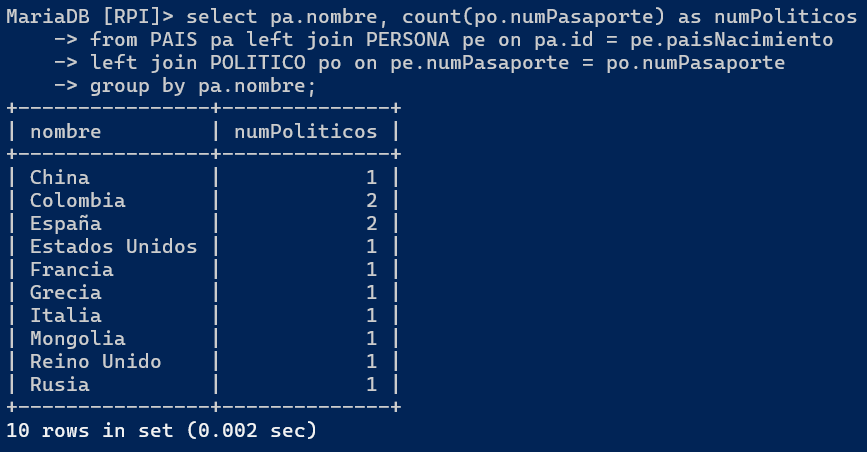 MariaDB [RPI]> select pa.nombre, count(po.numPasaporte) as numPoliticos
    -> from PAIS pa left join PERSONA pe on pa.id = pe.paisNacimiento
    -> left join POLITICO po on pe.numPasaporte = po.numPasaporte
    -> group by pa.nombre;
+----------------+--------------+
| nombre         | numPoliticos |
+----------------+--------------+
| China          |            1 |
| Colombia       |            2 |
| España         |            2 |
| Estados Unidos |            1 |
| Francia        |            1 |
| Grecia         |            1 |
| Italia         |            1 |
| Mongolia       |            1 |
| Reino Unido    |            1 |
| Rusia          |            1 |
+----------------+--------------+
10 rows in set (0.002 sec)